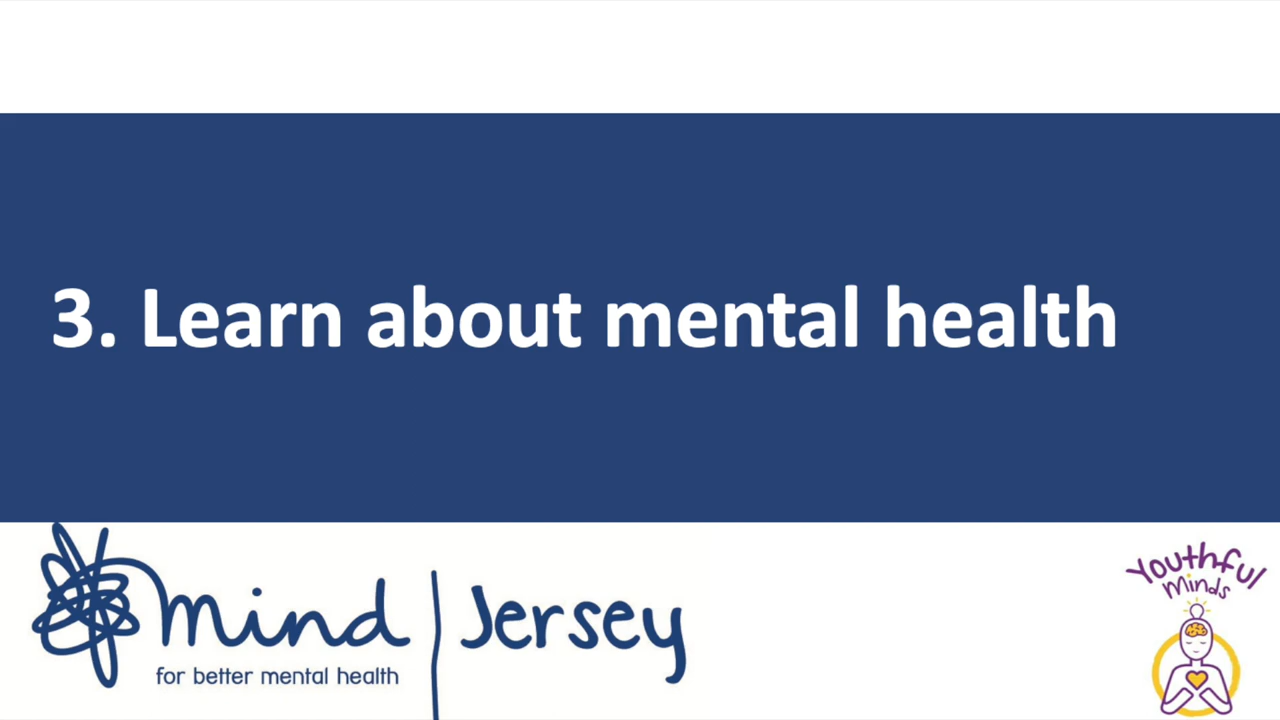 3. Learn about mental health
mind Jersey
for better mental health
Youthful
Minds